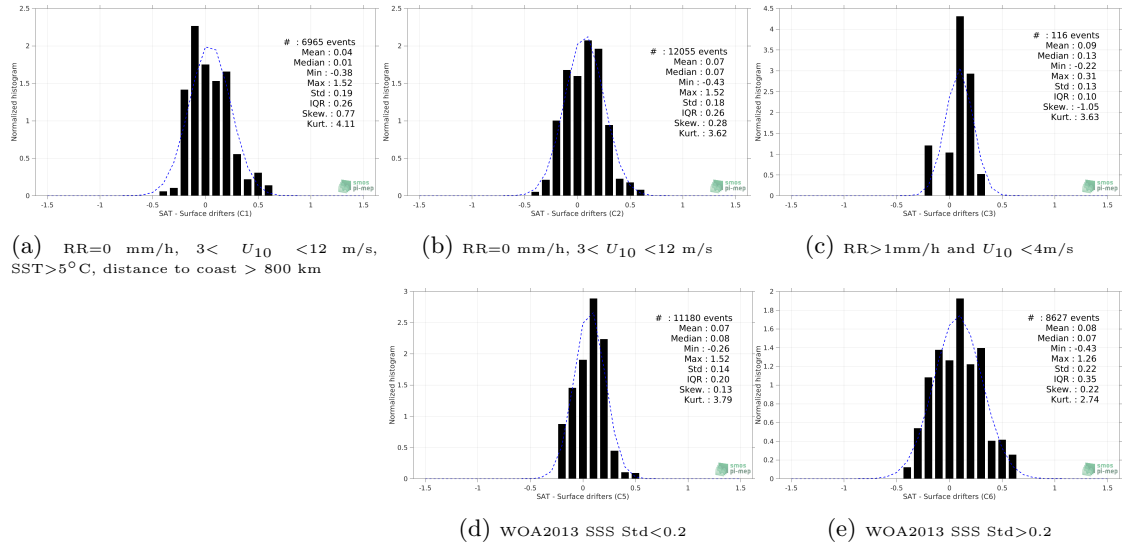 2.5
2
1.5
1
0.5
0
Normalized histogram
# : 6965 events
Mean : 0.04
Median : 0.01
Min : -0.38
Max : 1.52
Std : 0.19
IQR : 0.26
Skew. : 0.77
Kurt. : 4.11
smos
pi-mep
-1.5 -1 -0.5 0 0.5 1 1.5
SAT - Surface drifters (C1)
(a) RR=0 mm/h, 3< U10 <12 m/s,
SST>5°C, distance to coast > 800 km
2.5
2
1.5
1
0.5
0
Normalized histogram
# : 12055 events
Mean : 0.07
Median : 0.07
Min : -0.43
Max : 1.52
Std : 0.18
IQR : 0.26
Skew. : 0.28
Kurt. : 3.62
smos
pi-mep
-1.5 -1 -0.5 0 0.5 1 1.5
SAT - Surface drifters (C2)
(b) RR=0 mm/h, 3< U10 <12 m/s
4.5
4
3.5
3
2.5
2
1.5
1
0.5
0
Normalized histogram
# : 116 events
Mean : 0.09
Median : 0.13
Min : -0.22
Max : 0.31
Std : 0.13
IQR : 0.10
Skew. : -1.05
Kurt. : 3.63
smos
pi-mep
-1.5 -1 -0.5 0 0.5 1 1.5
SAT - Surface drifters (C3)
(c) RR>1mm/h and U10 <4m/s
3
2.5
2
1.5
1
0.5
0
Normalized histogram
# : 11180 events
Mean : 0.07
Median : 0.08
Min : -0.26
Max : 1.52
Std : 0.14
IQR : 0.20
Skew. : 0.13
Kurt. : 3.79
smos
pi-mep
-1.5 -1 -0.5 0 0.5 1 1.5
SAT - Surface drifters (C5)
(d) WOA2013 SSS Std<0.2
2
1.8
1.6
1.4
1.2
1
0.8
0.6
0.4
0.2
0
Normalized histogram
# : 8627 events
Mean : 0.08
Median : 0.07
Min : -0.43
Max : 1.26
Std : 0.22
IQR : 0.35
Skew. : 0.22
Kurt. : 2.74
smos
pi-mep
-1.5 -1 -0.5 0 0.5 1 1.5
SAT - Surface drifters (C6)
(e) WOA2013 SSS Std>0.2